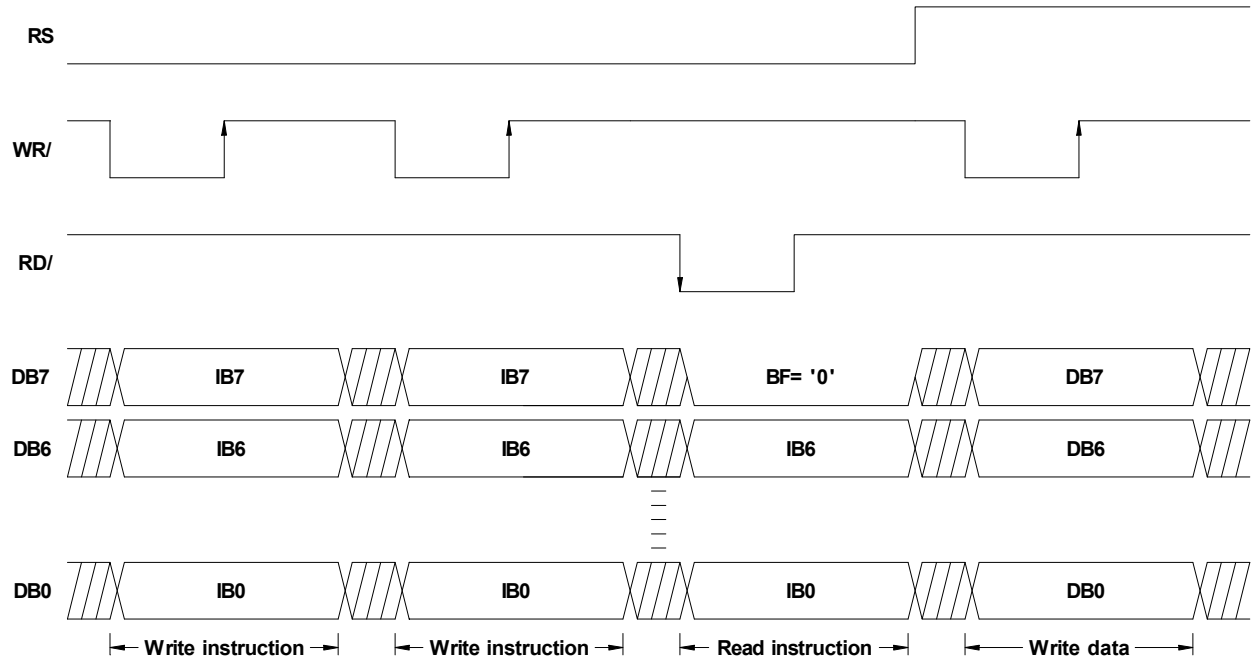 RS
WR/
RD/
DB7 IB7 IB7 BF= '0' DB7
DB6 IB6 IB6 IB6 DB6
DB0 IB0 IB0 IB0 DB0
Write instruction Write instruction Read instruction Write data